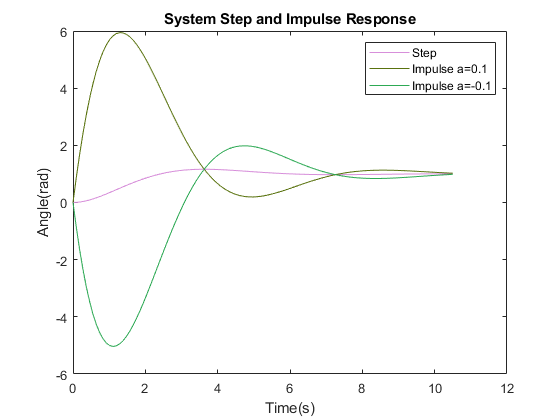 System Step and Impulse Response
Step
Impulse a=0.1
Impulse a=-0.1
Angle(rad)
6
4
2
0
-2
-4
-6
0 2 4 6 8 10 12
Time(s)